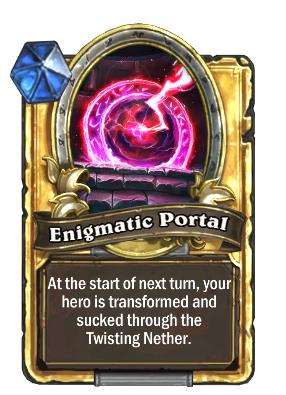 Enigmatic Portal
At the start of next turn, your
hero is transformed and
sucked through the
Twisting Nether.